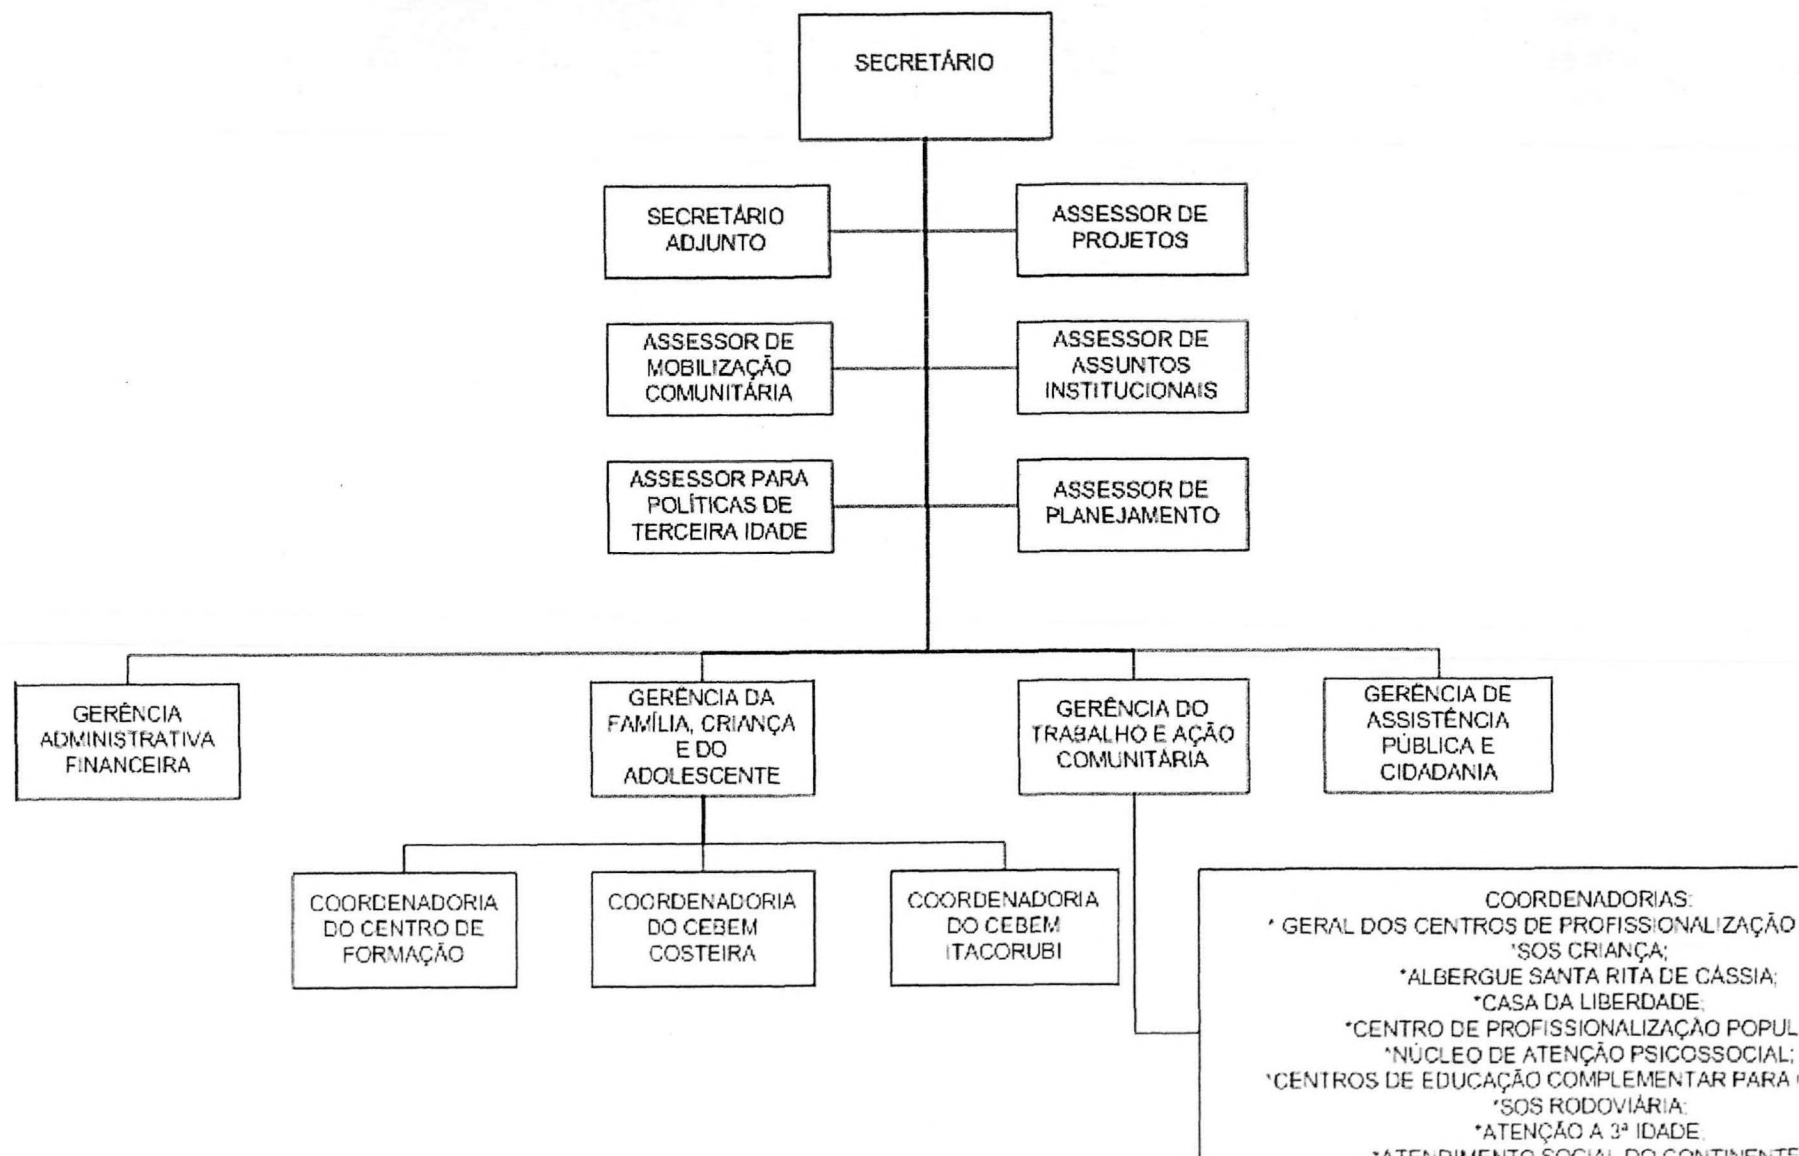 SECRETÁRIO
SECRETÁRIO
ADJUNTO
ASSESSOR DE
PROJETOS
ASSESSOR DE
MOBILIZAÇÃO
COMUNITÁRIA
ASSESSOR DE
ASSUNTOS
INSTITUCIONAIS
ASSESSOR PARA
POLÍTICAS DE
TERCEIRA IDADE
ASSESSOR DE
PLANEJAMENTO
GERÊNCIA
ADMINISTRATIVA
FINANCEIRA
GERÊNCIA DA
FAMÍLIA, CRIANÇA
E DO
ADOLESCENTE
GERÊNCIA DO
TRABALHO E AÇÃO
COMUNITÁRIA
GERÊNCIA DE
ASSISTÊNCIA
PÚBLICA E
CIDADANIA
COORDENADORIA
DO CENTRO DE
FORMAÇÃO
COORDENADORIA
DO CEBEM
COSTEIRA
COORDENADORIA
DO CEBEM
ITACORUBI
COORDENADORIAS:
* GERAL DOS CENTROS DE PROFISSIONALIZAÇÃO
*SOS CRIANÇA;
*ALBERGUE SANTA RITA DE CÁSSIA;
*CASA DA LIBERDADE;
*CENTRO DE PROFISSIONALIZAÇÃO POPUL
*NÚCLEO DE ATENÇÃO PSICOSSOCIAL;
*CENTROS DE EDUCAÇÃO COMPLEMENTAR PARA
*SOS RODOVIÁRIA;
*ATENÇÃO A 3ª IDADE;
*ATENDIMENTO SOCIAL DO CONTINENTE